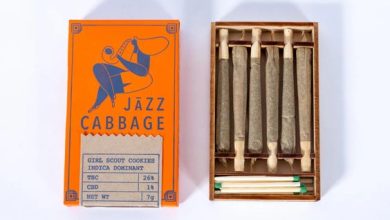 JAZZ
CABBAGE
GIRL SCOUT COOKIES
INDICA DOMINANT
THC 26%
CBD 1%
NET WT 7g